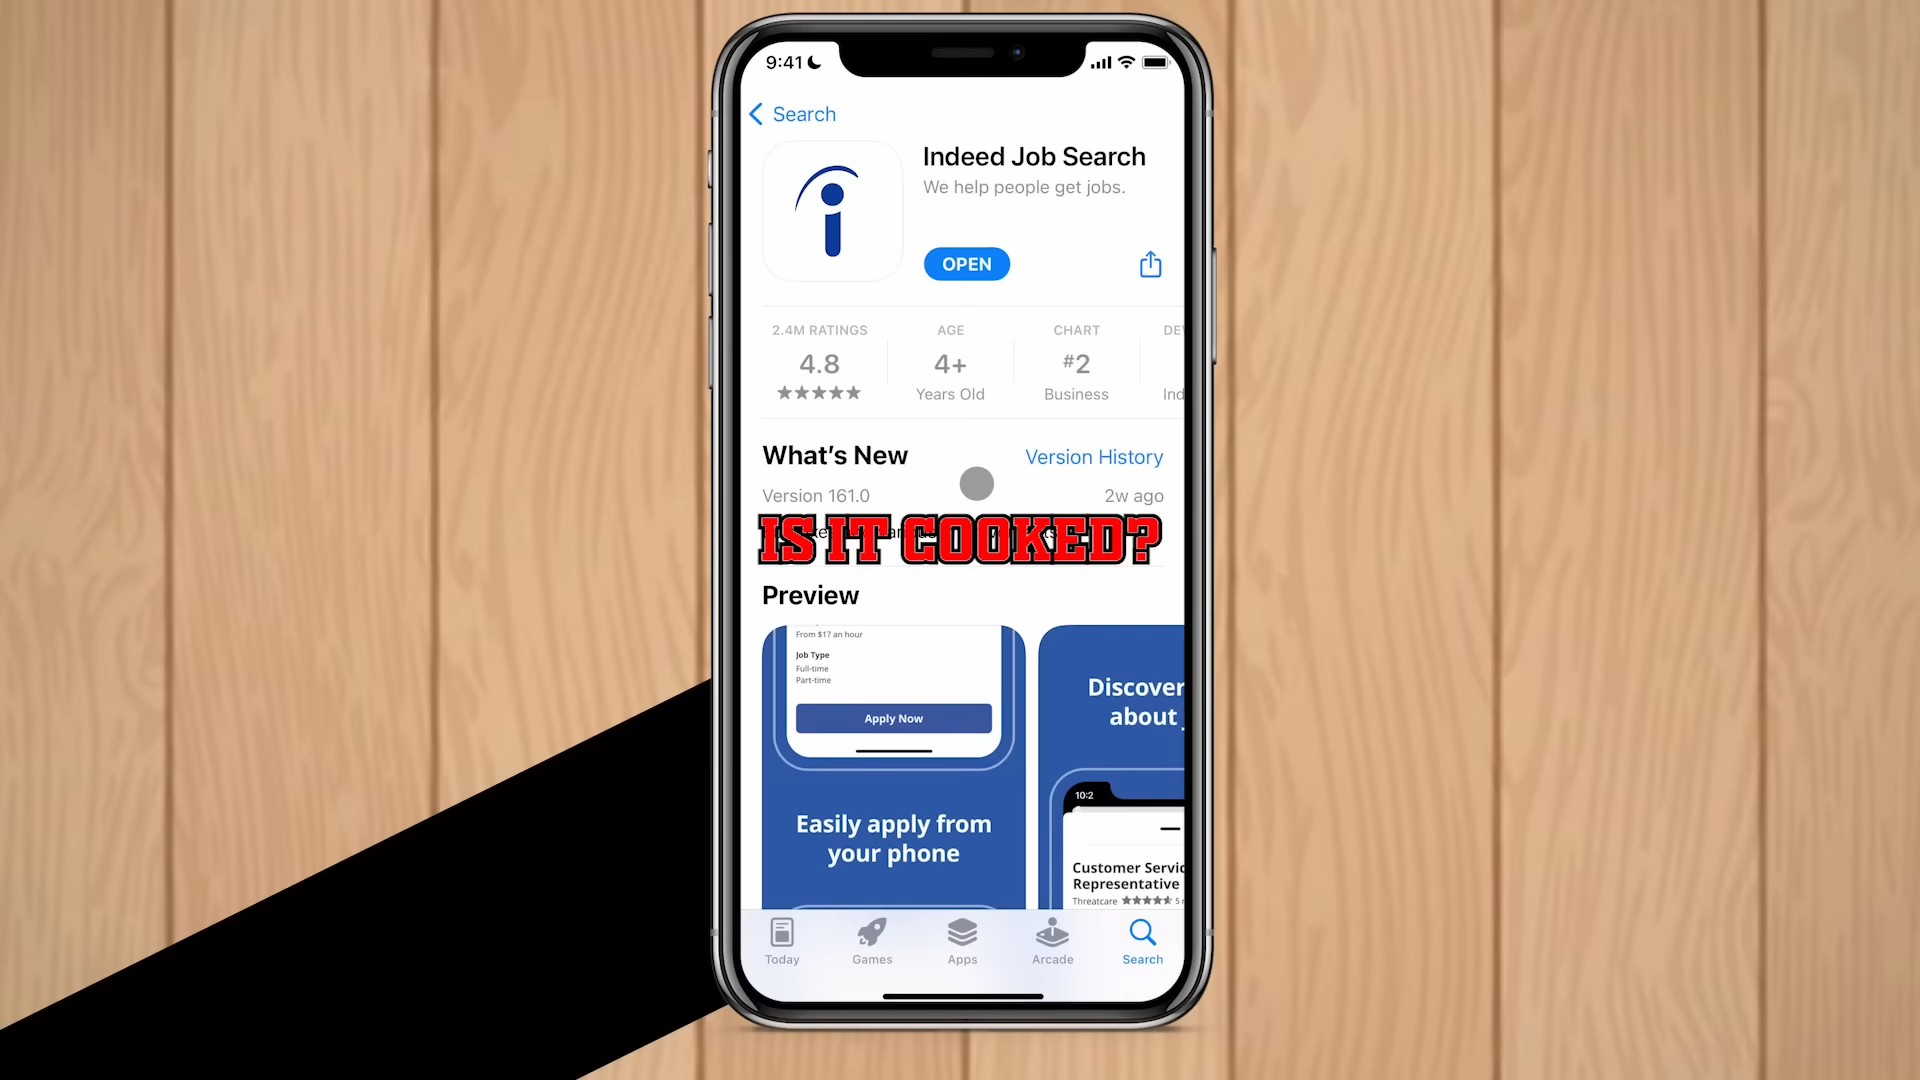 9:41
Search
Indeed Job Search
We help people get jobs.
OPEN
2.4M RATINGS
4.8
★★★★★
AGE
4+
Years Old
CHART
#2
Business
What's New
Version History
Version 161.0
2w ago
IS IT COOKED?
Preview
From $17 an hour
Job Type
Full-time
Part-time
Apply Now
Easily apply from
your phone
Discover
about
10:2
Customer Servic
Representative
Threatcare ★★★★★ 5
Today
Games
Apps
Arcade
Search